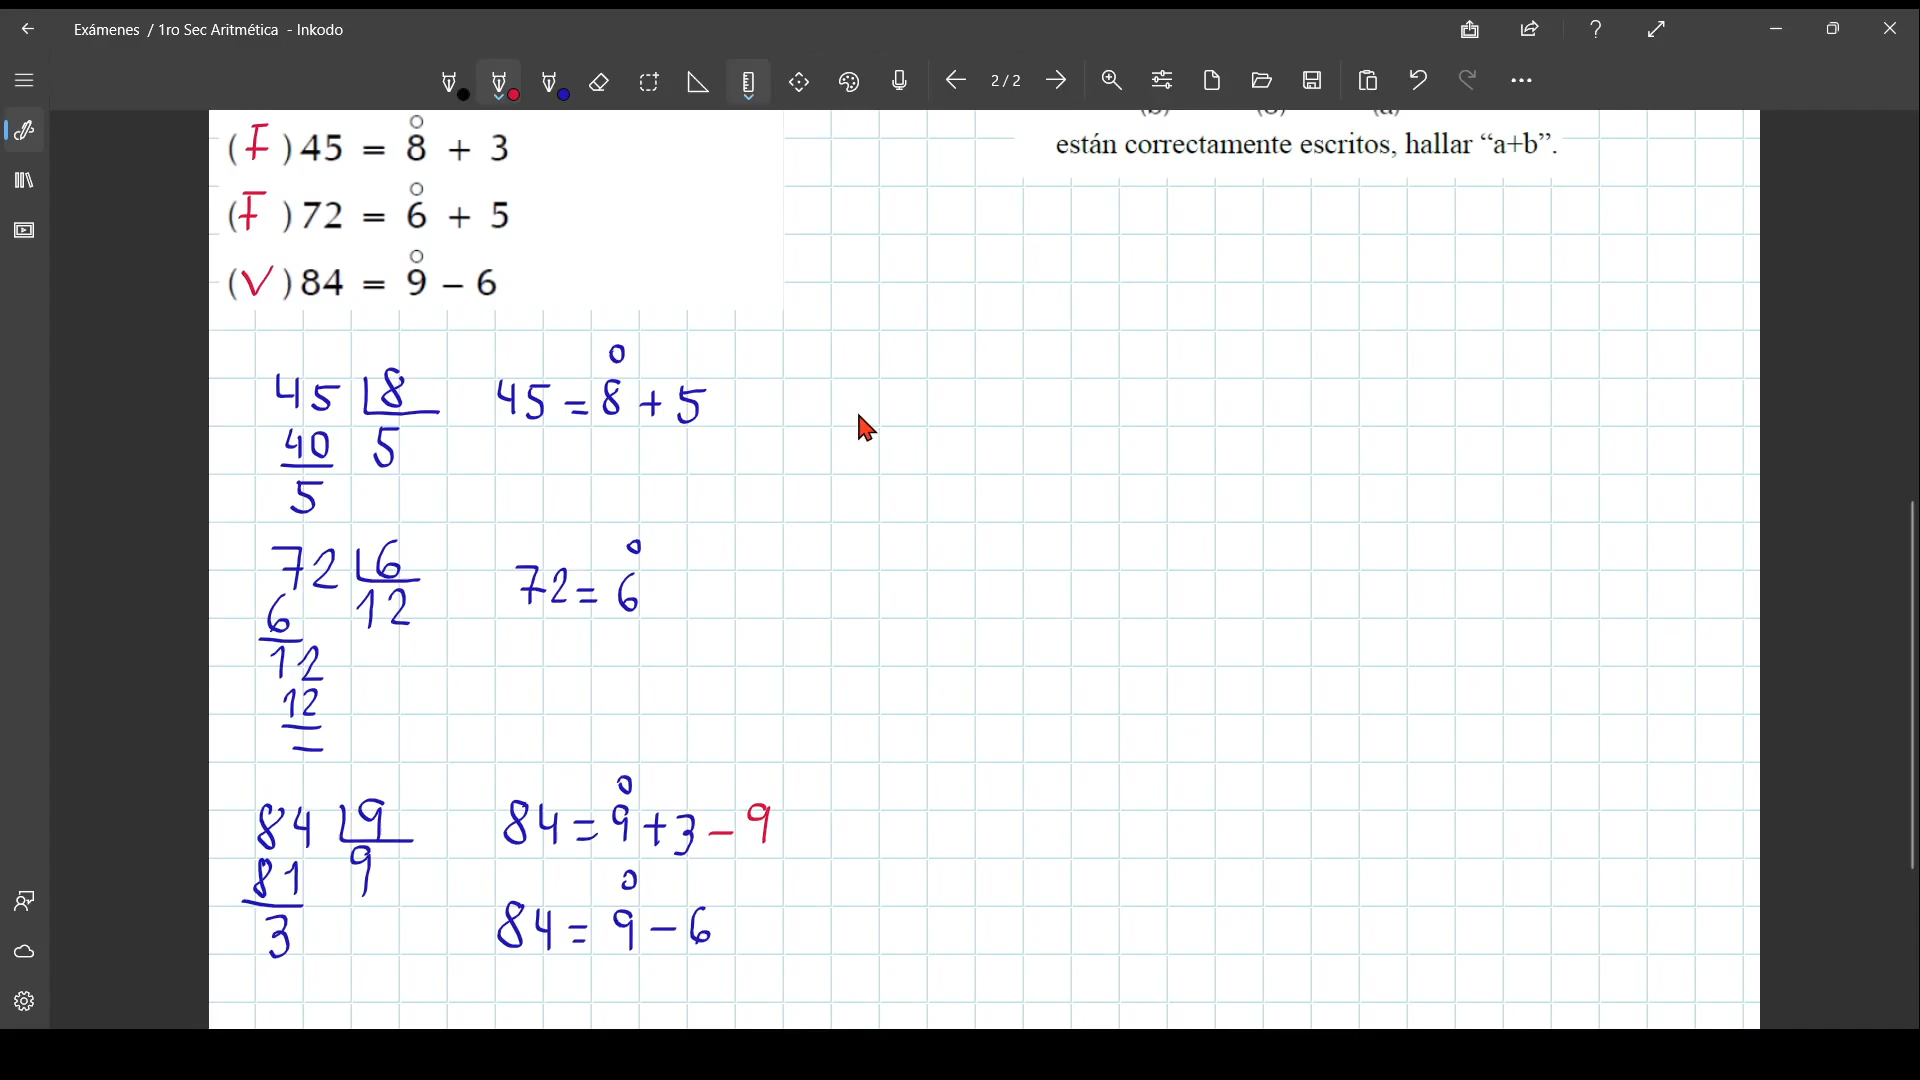 Exámenes / 1ro Sec Aritmética - Inkodo
2 / 2
( F ) 45 = 8̊ + 3
( F ) 72 = 6̊ + 5
( V ) 84 = 9̊ – 6
están correctamente escritos, hallar “a+b”.
45 8
40 5
5
45 = 8̊ + 5
72 6
6 12
12
12
72 = 6̊
84 9
81 9
3
84 = 9̊ + 3 – 9
84 = 9̊ – 6